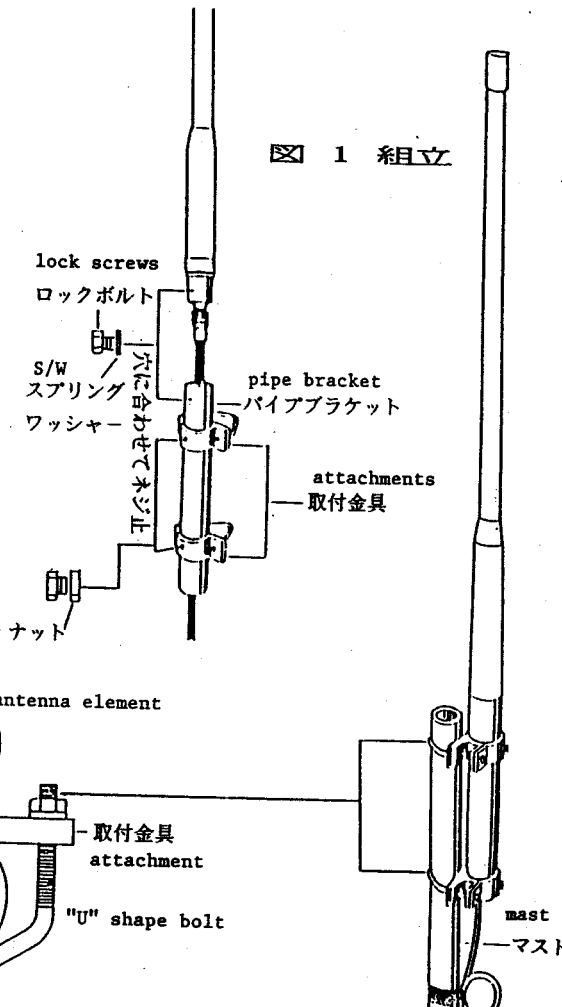 図 1 組立
lock screws
ロックボルト
S/W
スプリング
ワッシャー
穴に合わせてネジ止
pipe bracket
パイプブラケット
attachments
取付金具
ナット
antenna element
取付金具
attachment
"U" shape bolt
mast
マスト